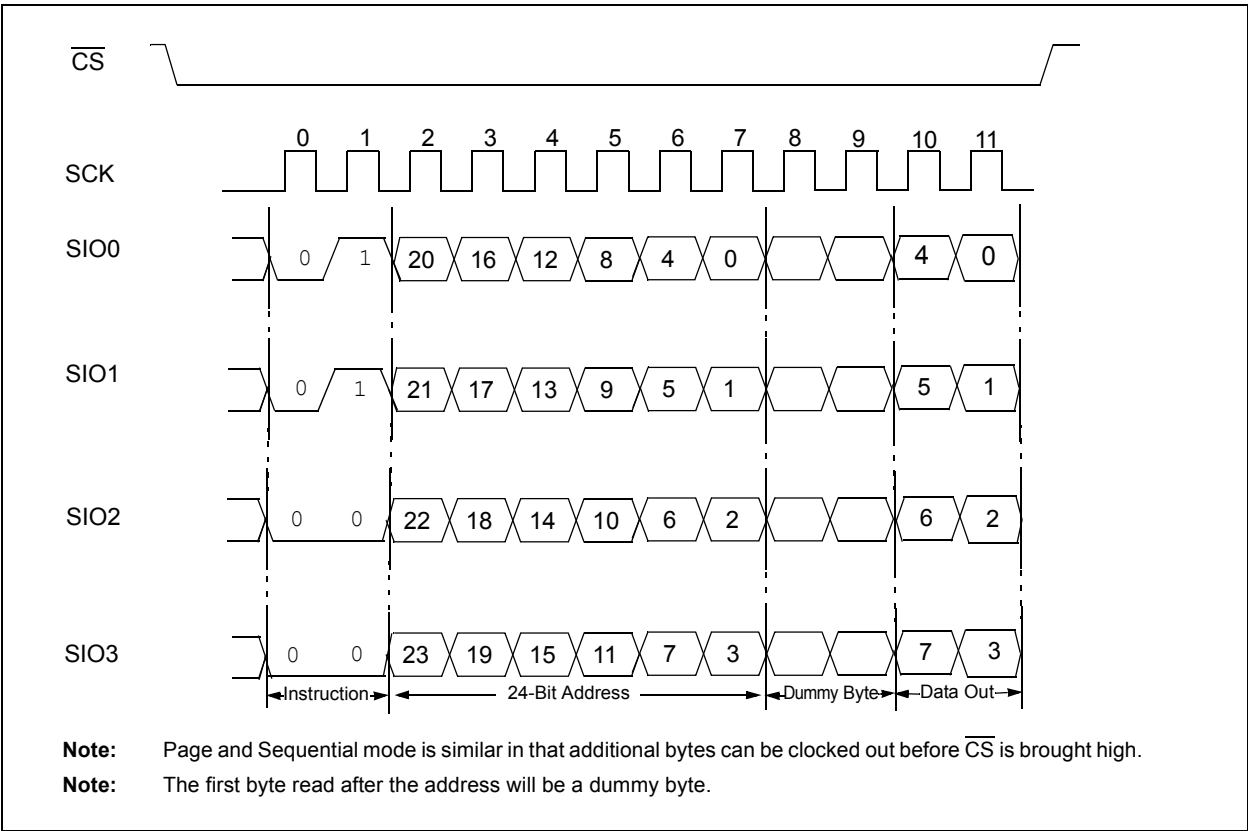 CS
0 1 2 3 4 5 6 7 8 9 10 11
SCK
SIO0 0 1 20 16 12 8 4 0 4 0
SIO1 0 1 21 17 13 9 5 1 5 1
SIO2 0 0 22 18 14 10 6 2 6 2
SIO3 0 0 23 19 15 11 7 3 7 3
Instruction 24-Bit Address Dummy Byte Data Out
Note: Page and Sequential mode is similar in that additional bytes can be clocked out before CS is brought high.
Note: The first byte read after the address will be a dummy byte.